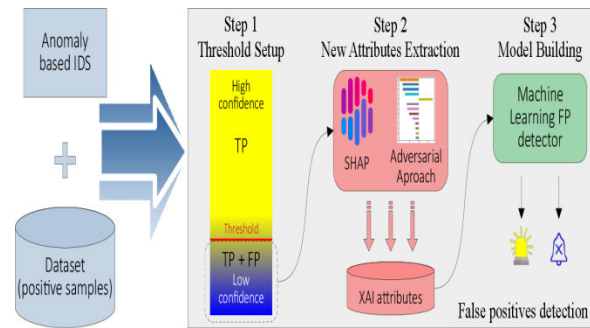 Anomaly
based IDS
Dataset
(positive samples)
Step 1
Threshold Setup
High
confidence
TP
Threshold
TP + FP
Low
confidence
Step 2
New Attributes Extraction
SHAP
Adversarial
Aproach
XAI attributes
Step 3
Model Building
Machine
Learning FP
detector
False positives detection